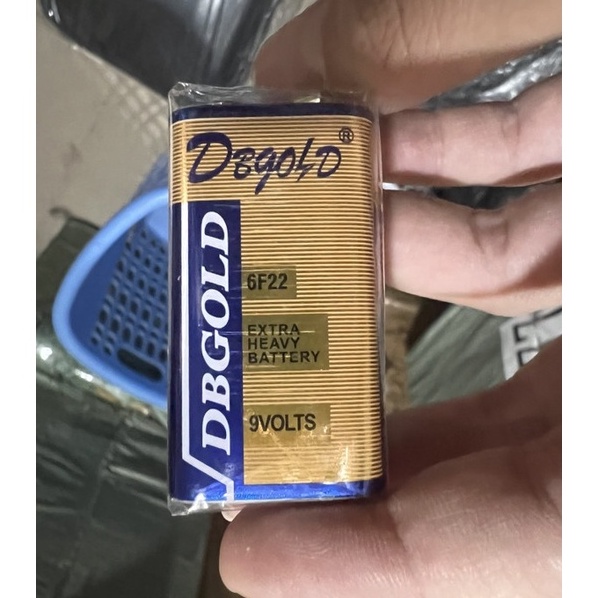 DBgOLD®
DBGOLD
6F22
EXTRA
HEAVY
BATTERY
9VOLTS